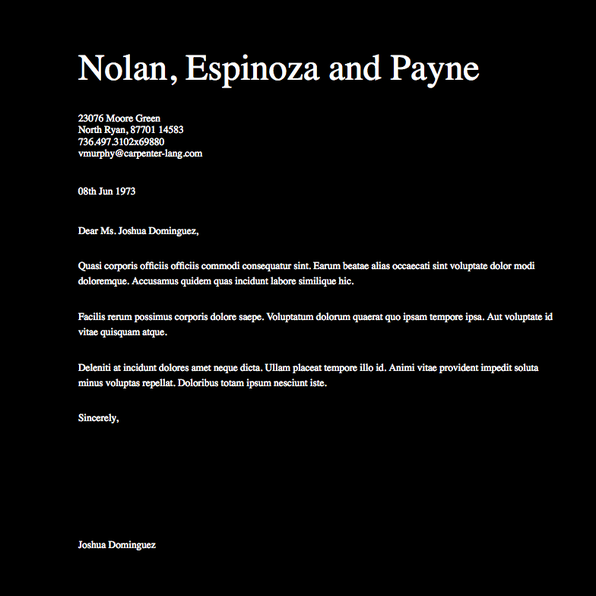 Nolan, Espinoza and Payne
23076 Moore Green
North Ryan, 87701 14583
736.497.3102x69880
vmurphy@carpenter-lang.com
08th Jun 1973
Dear Ms. Joshua Dominguez,
Quasi corporis officiis officiis commodi consequatur sint. Earum beatae alias occaecati sint voluptate dolor modi
doloremque. Accusamus quidem quas incidunt labore similique hic.
Facilis rerum possimus corporis dolore saepe. Voluptatum dolorum quaerat quo ipsam tempore ipsa. Aut voluptate id
vitae quisquam atque.
Deleniti at incidunt dolores amet neque dicta. Ullam placeat tempore illo id. Animi vitae provident impedit soluta
minus voluptas repellat. Doloribus totam ipsum nesciunt iste.
Sincerely,
Joshua Dominguez